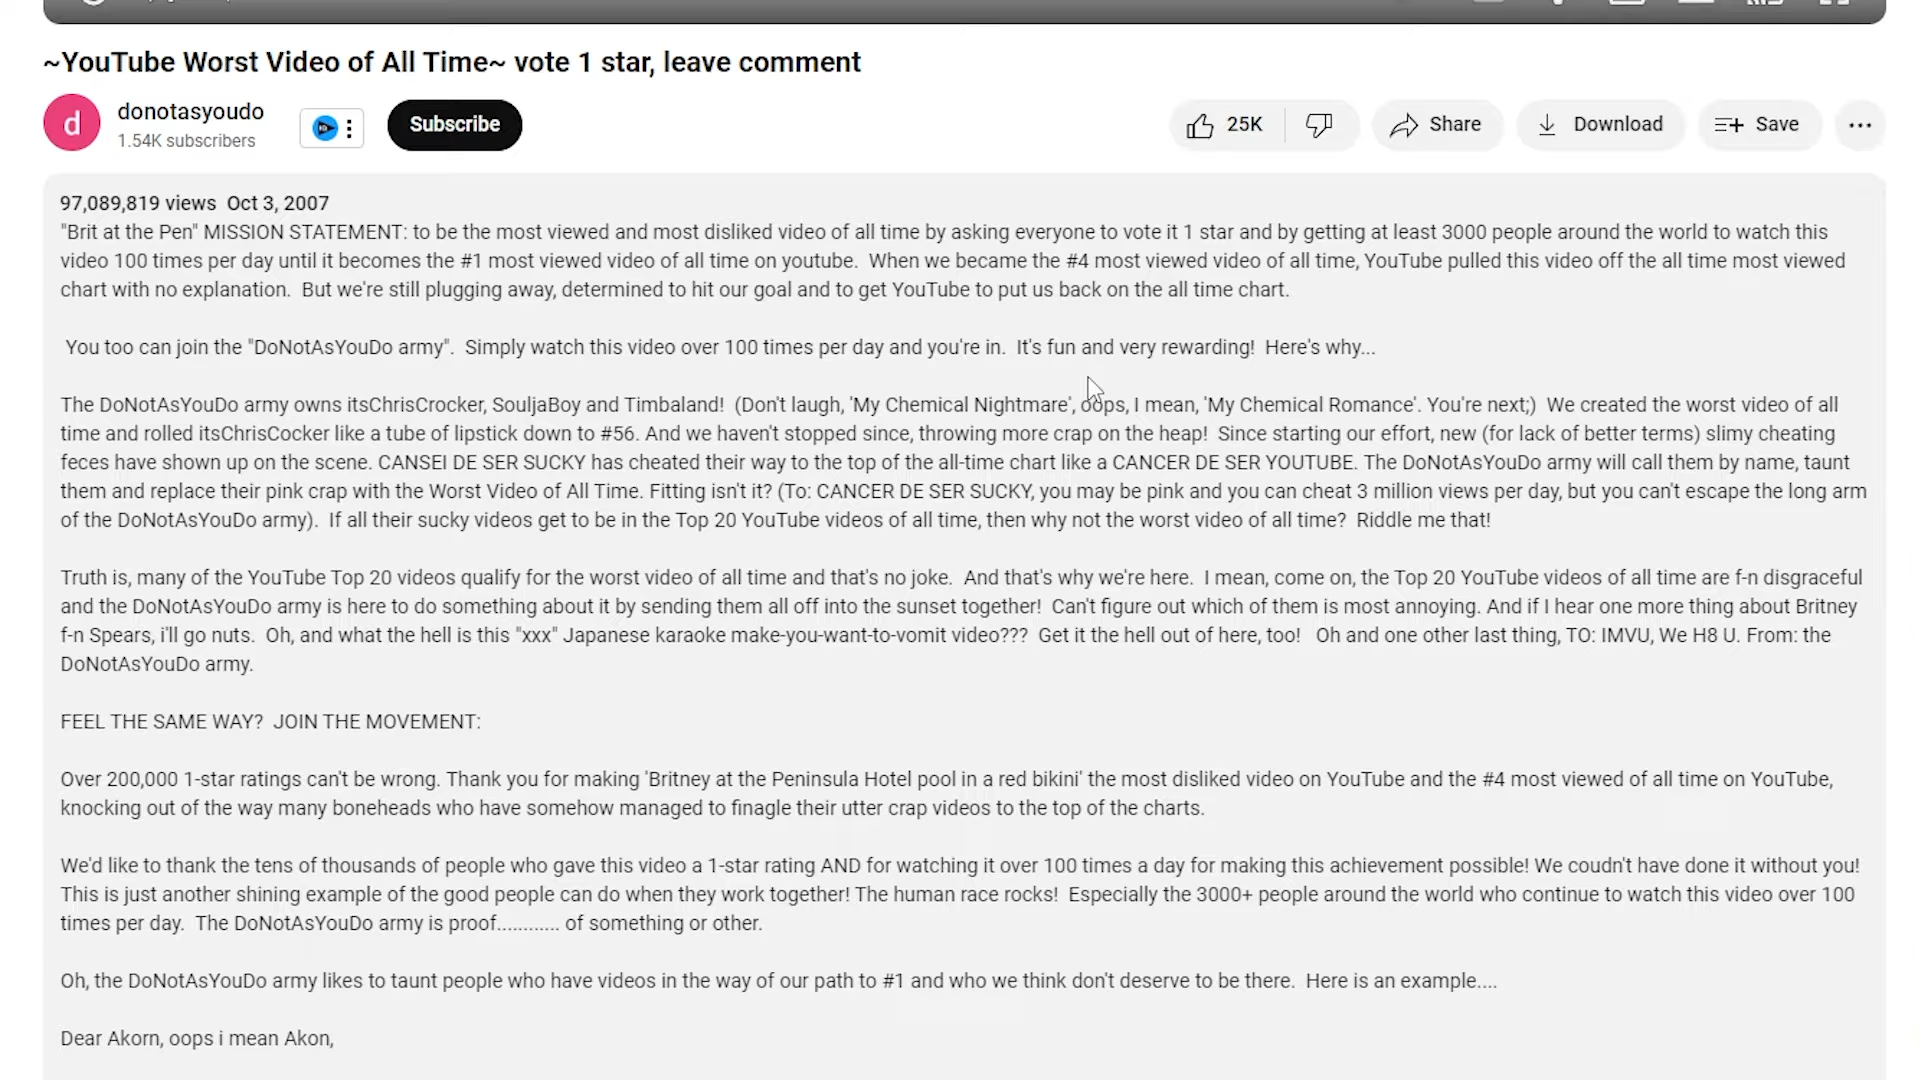 ~YouTube Worst Video of All Time~ vote 1 star, leave comment
d
donotasyoudo
1.54K subscribers
Subscribe
25K
Share
Download
Save
97,089,819 views Oct 3, 2007
"Brit at the Pen" MISSION STATEMENT: to be the most viewed and most disliked video of all time by asking everyone to vote it 1 star and by getting at least 3000 people around the world to watch this
video 100 times per day until it becomes the #1 most viewed video of all time on youtube. When we became the #4 most viewed video of all time, YouTube pulled this video off the all time most viewed
chart with no explanation. But we're still plugging away, determined to hit our goal and to get YouTube to put us back on the all time chart.
You too can join the "DoNotAsYouDo army". Simply watch this video over 100 times per day and you're in. It's fun and very rewarding! Here's why...
The DoNotAsYouDo army owns itsChrisCrocker, SouljaBoy and Timbaland! (Don't laugh, 'My Chemical Nightmare', oops, I mean, 'My Chemical Romance'. You're next;) We created the worst video of all
time and rolled itsChrisCocker like a tube of lipstick down to #56. And we haven't stopped since, throwing more crap on the heap! Since starting our effort, new (for lack of better terms) slimy cheating
feces have shown up on the scene. CANSEI DE SER SUCKY has cheated their way to the top of the all-time chart like a CANCER DE SER YOUTUBE. The DoNotAsYouDo army will call them by name, taunt
them and replace their pink crap with the Worst Video of All Time. Fitting isn't it? (To: CANCER DE SER SUCKY, you may be pink and you can cheat 3 million views per day, but you can't escape the long arm
of the DoNotAsYouDo army). If all their sucky videos get to be in the Top 20 YouTube videos of all time, then why not the worst video of all time? Riddle me that!
Truth is, many of the YouTube Top 20 videos qualify for the worst video of all time and that's no joke. And that's why we're here. I mean, come on, the Top 20 YouTube videos of all time are f-n disgraceful
and the DoNotAsYouDo army is here to do something about it by sending them all off into the sunset together! Can't figure out which of them is most annoying. And if I hear one more thing about Britney
f-n Spears, i'll go nuts. Oh, and what the hell is this "xxx" Japanese karaoke make-you-want-to-vomit video??? Get it the hell out of here, too! Oh and one other last thing, TO: IMVU, We H8 U. From: the
DoNotAsYouDo army.
FEEL THE SAME WAY? JOIN THE MOVEMENT:
Over 200,000 1-star ratings can't be wrong. Thank you for making 'Britney at the Peninsula Hotel pool in a red bikini' the most disliked video on YouTube and the #4 most viewed of all time on YouTube,
knocking out of the way many boneheads who have somehow managed to finagle their utter crap videos to the top of the charts.
We'd like to thank the tens of thousands of people who gave this video a 1-star rating AND for watching it over 100 times a day for making this achievement possible! We coudn't have done it without you!
This is just another shining example of the good people can do when they work together! The human race rocks! Especially the 3000+ people around the world who continue to watch this video over 100
times per day. The DoNotAsYouDo army is proof............ of something or other.
Oh, the DoNotAsYouDo army likes to taunt people who have videos in the way of our path to #1 and who we think don't deserve to be there. Here is an example....
Dear Akorn, oops i mean Akon,